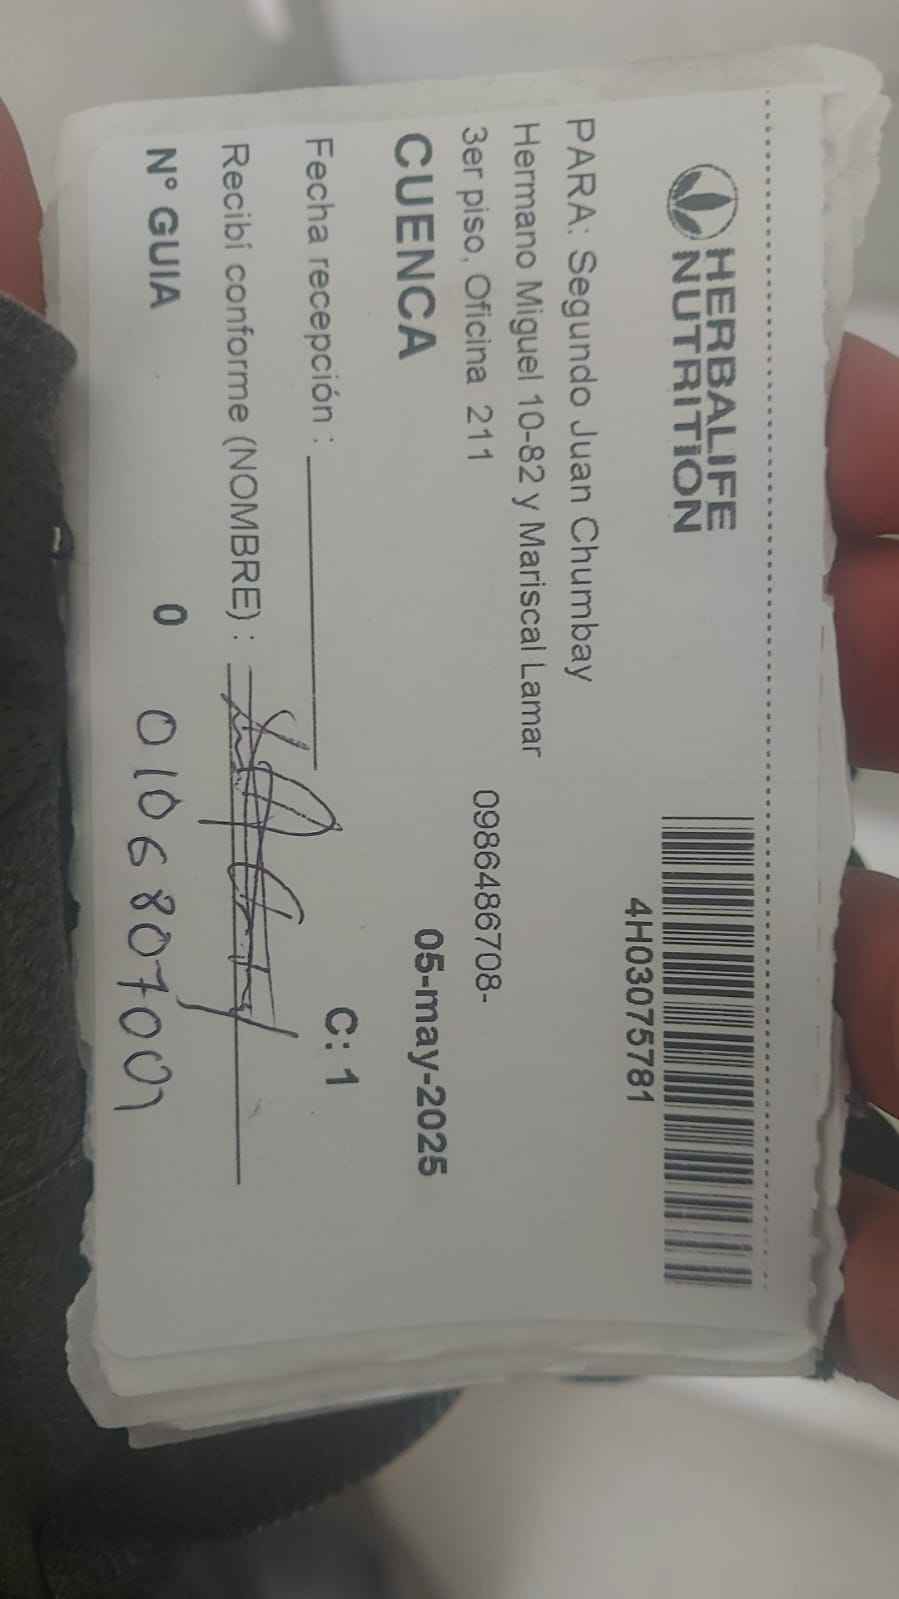 HERBALIFE
NUTRITION
4H03075781
PARA: Segundo Juan Chumbay
Hermano Miguel 10-82 y Mariscal Lamar
3er piso, Oficina 211 0986486708-
CUENCA 05-may-2025
Fecha recepción :
C: 1
Recibí conforme (NOMBRE) :
N° GUIA 0 0106807001